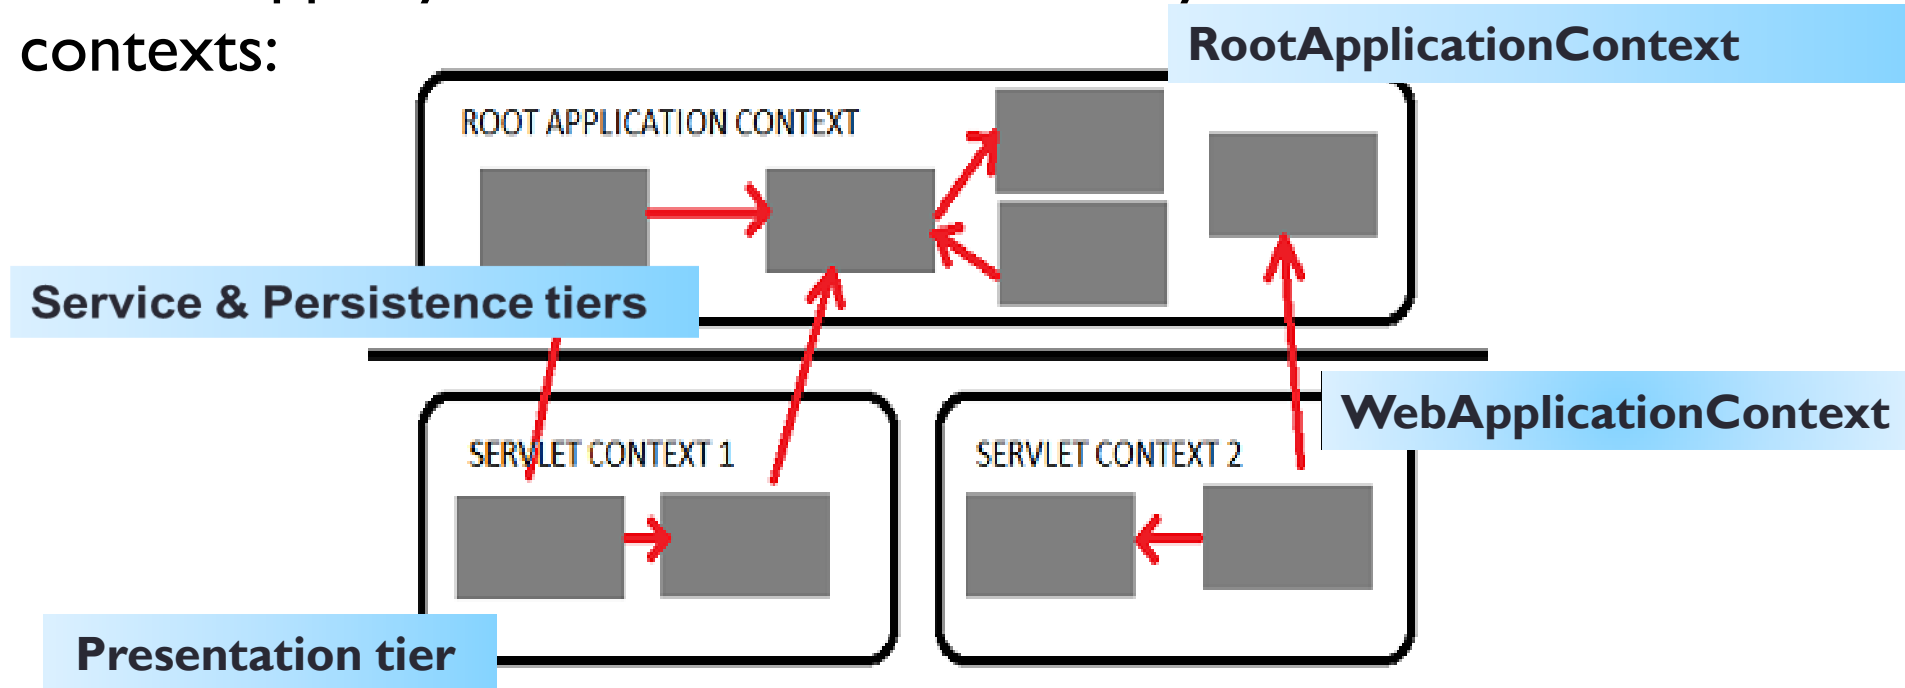 contexts:
RootApplicationContext
ROOT APPLICATION CONTEXT
Service & Persistence tiers
WebApplicationContext
SERVLET CONTEXT 1
SERVLET CONTEXT 2
Presentation tier